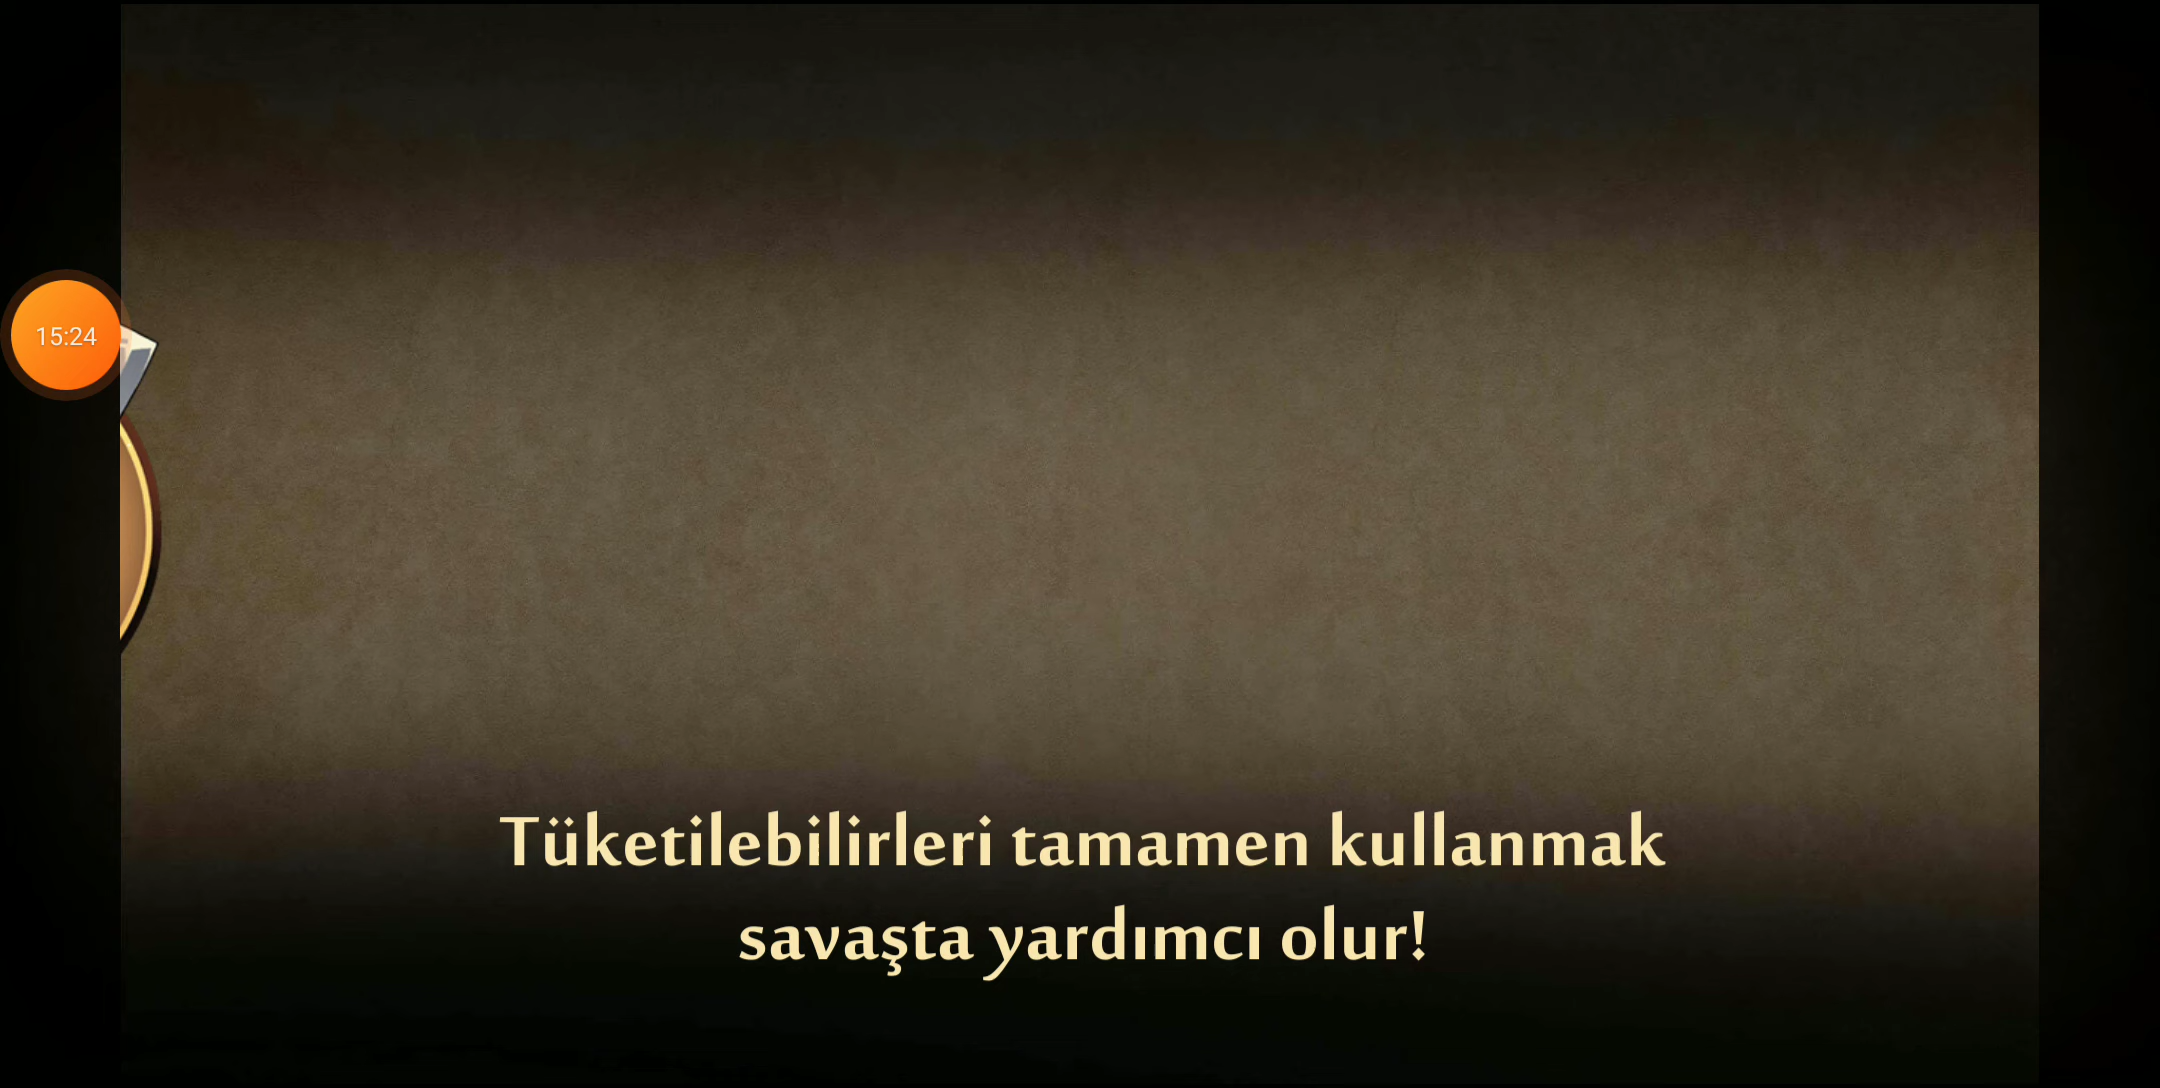 15:24
Tüketilebilirleri tamamen kullanmak
savaşta yardımcı olur!